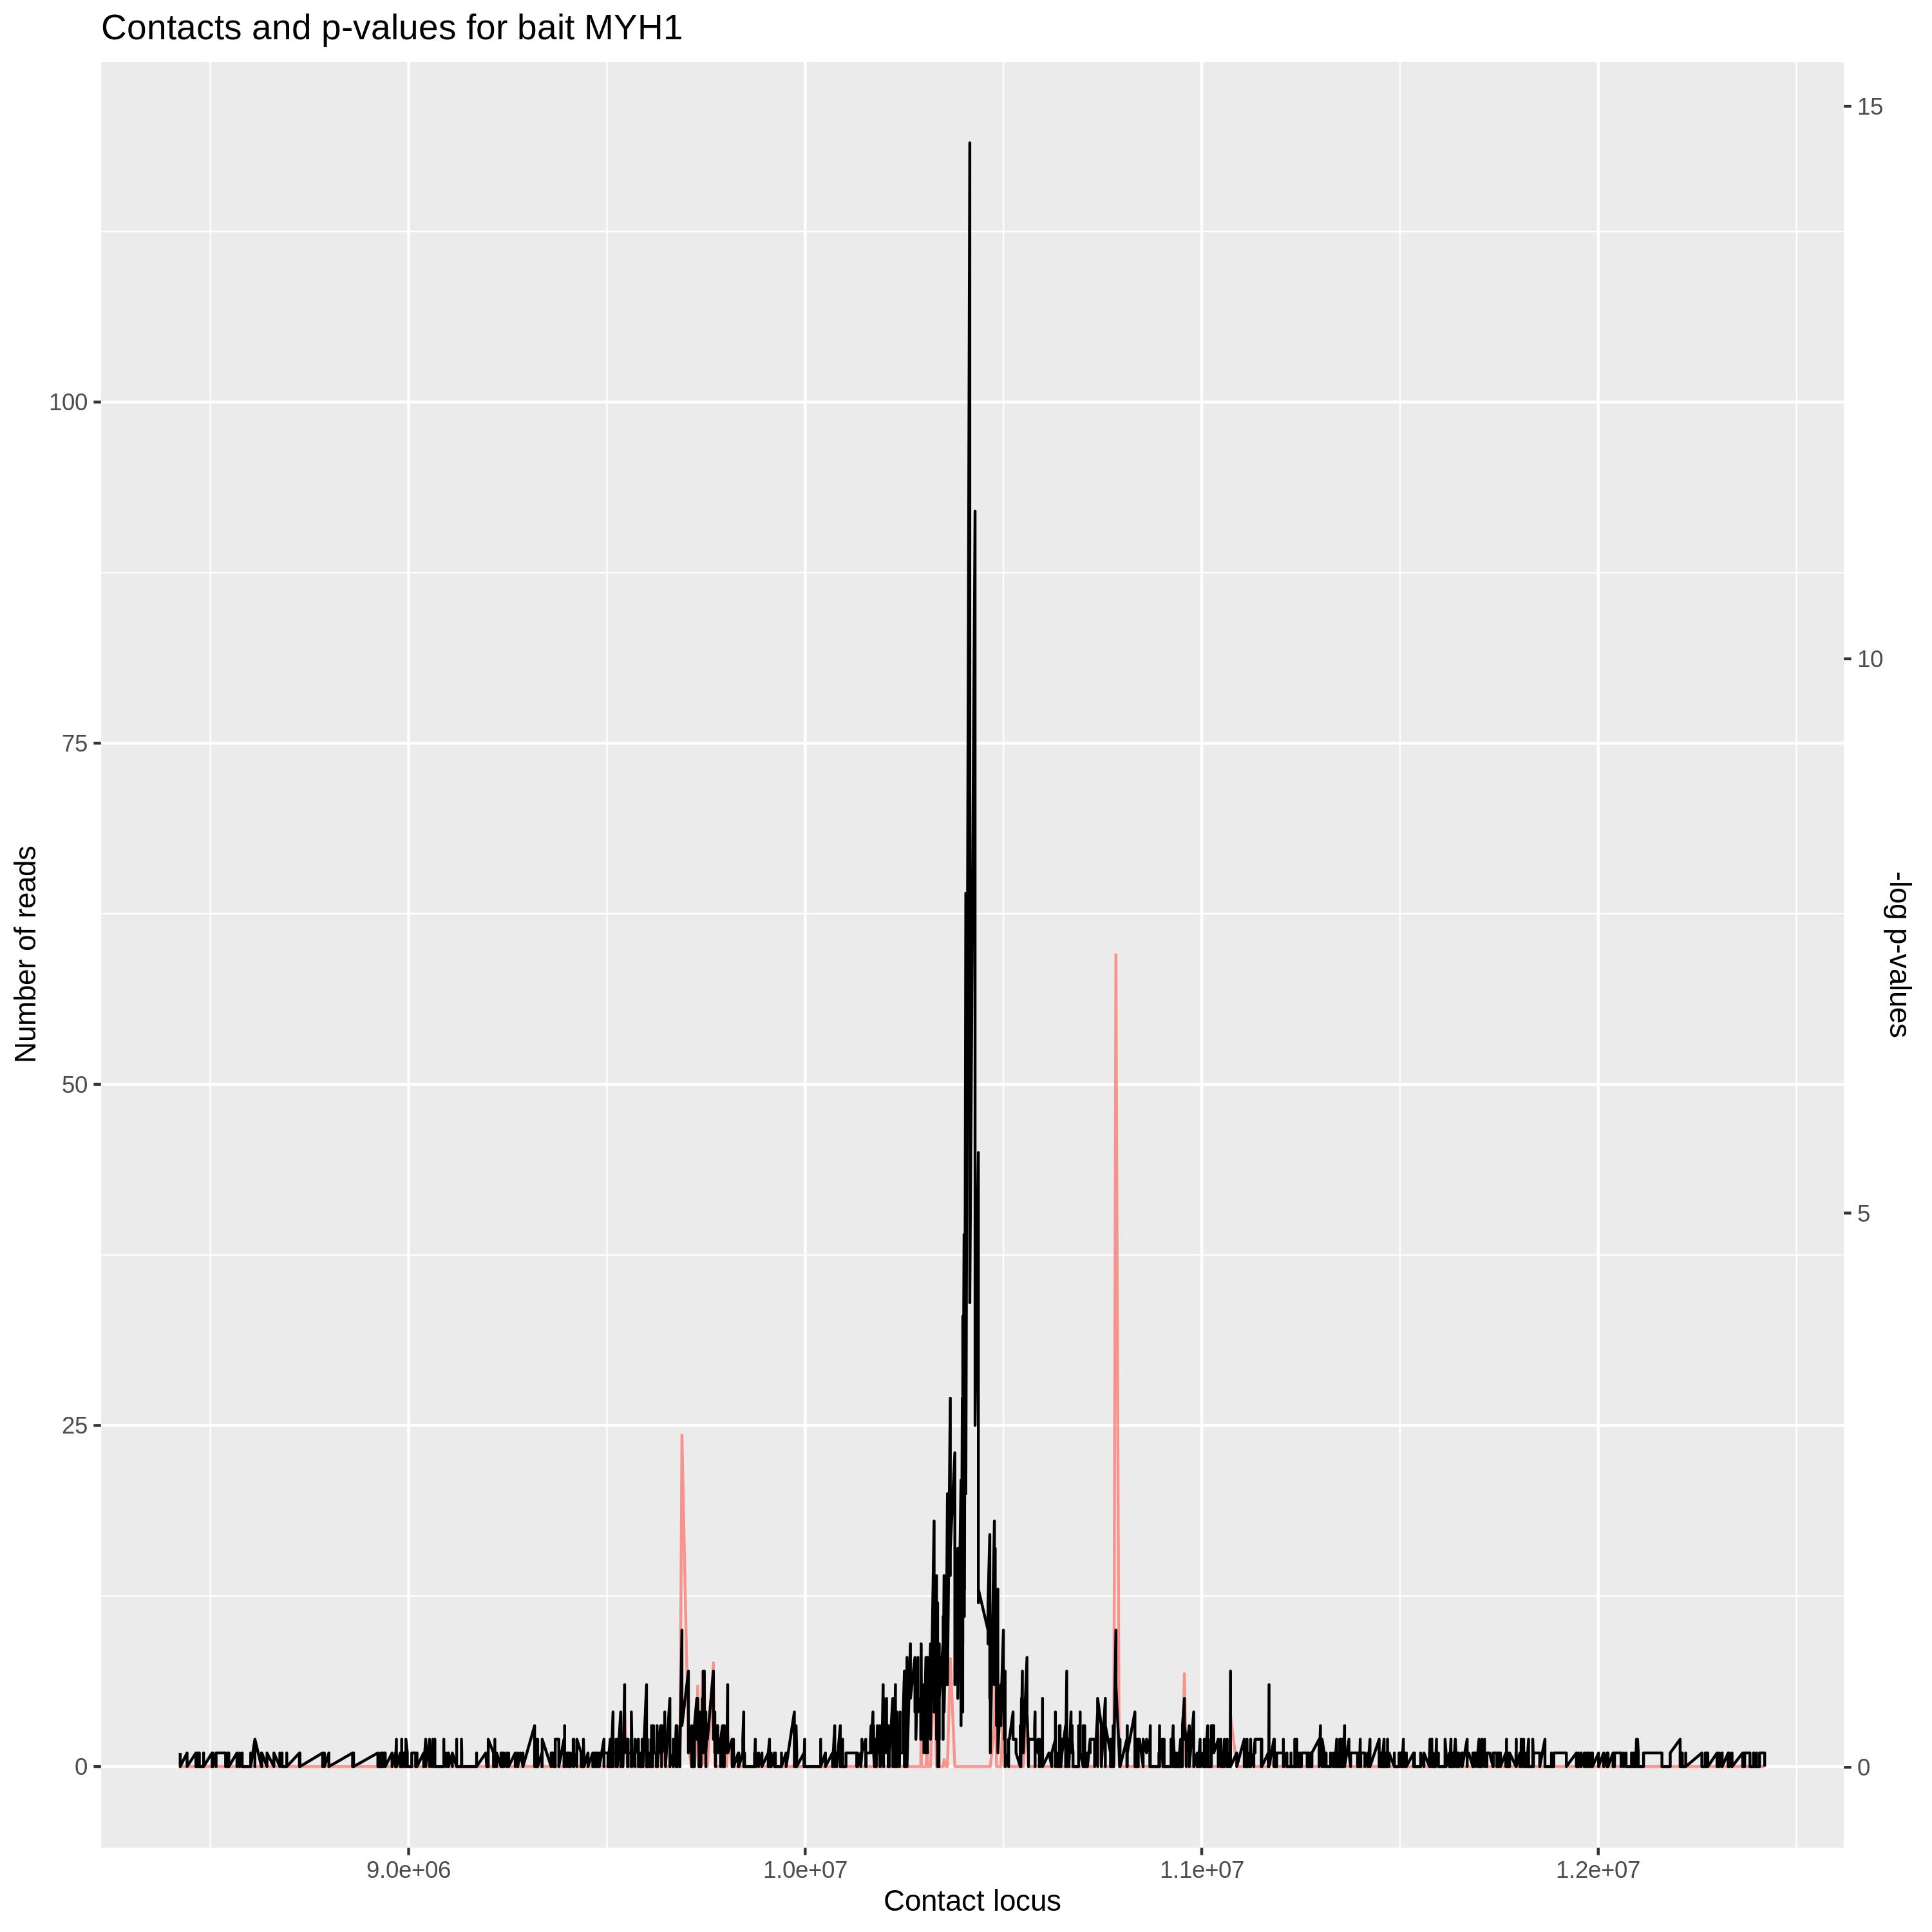 Contacts and p-values for bait MYH1
15
100
10
75
Number of reads
-log p-values
50
5
25
0
0
9.0e+06
1.0e+07
1.1e+07
1.2e+07
Contact locus